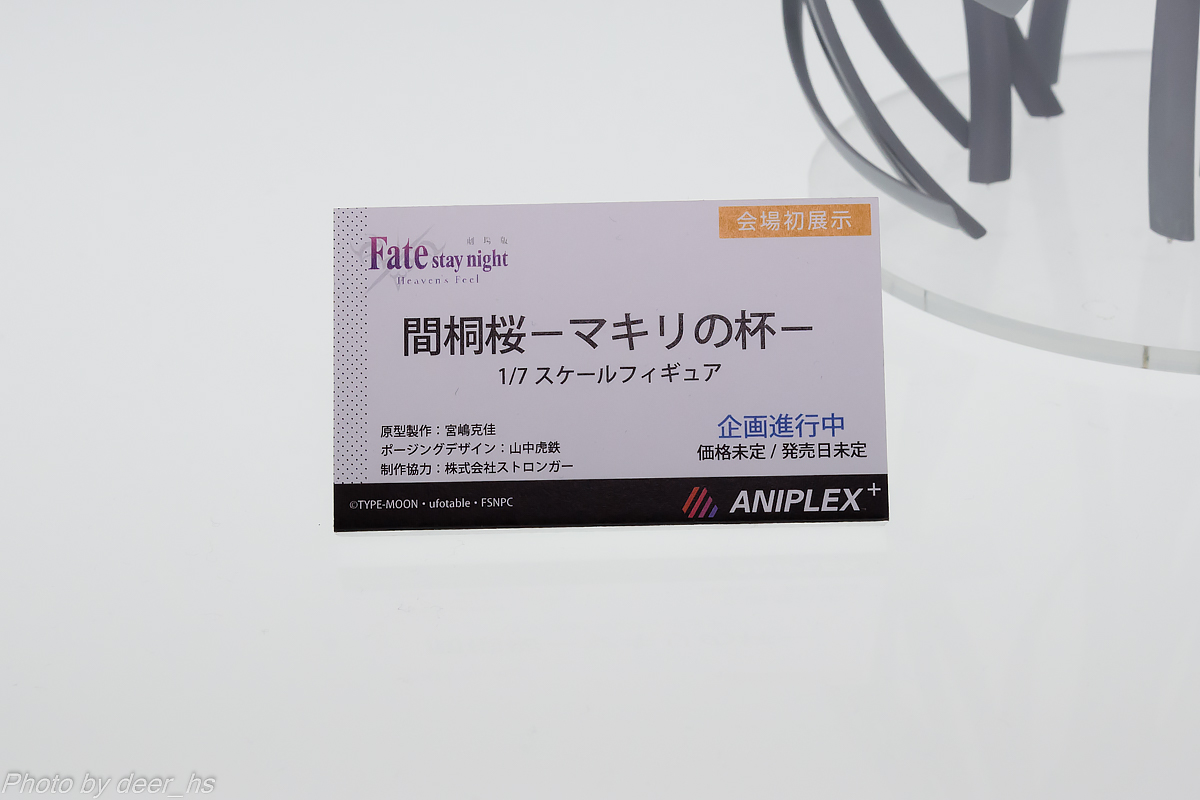 会場初展示
劇場版
Fate stay night
Heaven's Feel
間桐桜ーマキリの杯ー
1/7 スケールフィギュア
原型製作：宮嶋克佳
ポージングデザイン：山中虎鉄
制作協力：株式会社ストロンガー
企画進行中
価格未定 / 発売日未定
©TYPE-MOON・ufotable・FSNPC
ANIPLEX+
Photo by deer_hs